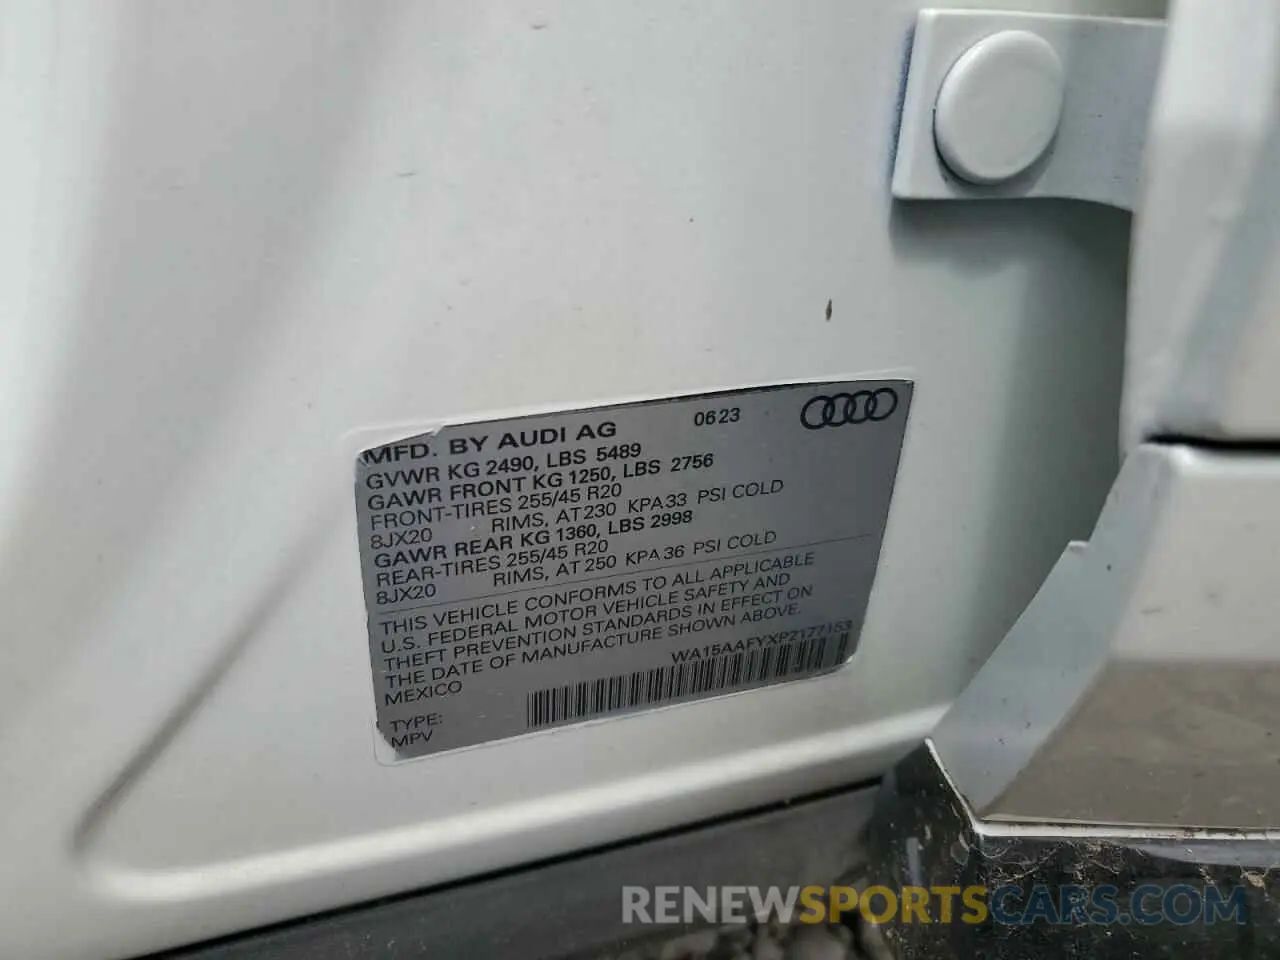 MFD. BY AUDI AG 0623
GVWR KG 2490, LBS 5489
GAWR FRONT KG 1250, LBS 2756
FRONT-TIRES 255/45 R20
8JX20 RIMS, AT 230 KPA 33 PSI COLD
GAWR REAR KG 1360, LBS 2998
REAR-TIRES 255/45 R20
8JX20 RIMS, AT 250 KPA 36 PSI COLD
THIS VEHICLE CONFORMS TO ALL APPLICABLE
U.S. FEDERAL MOTOR VEHICLE SAFETY AND
THEFT PREVENTION STANDARDS IN EFFECT ON
THE DATE OF MANUFACTURE SHOWN ABOVE.
MEXICO WA15AAFYXP2127153
TYPE:
MPV
RENEWSPORTSCARS.COM